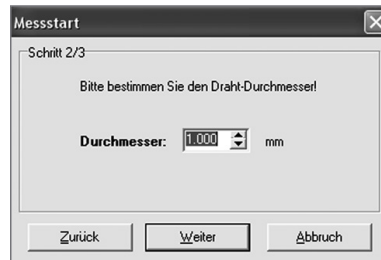 Messstart
Schritt 2/3
Bitte bestimmen Sie den Draht-Durchmesser!
Durchmesser: 1.000 mm
Zurück Weiter Abbruch